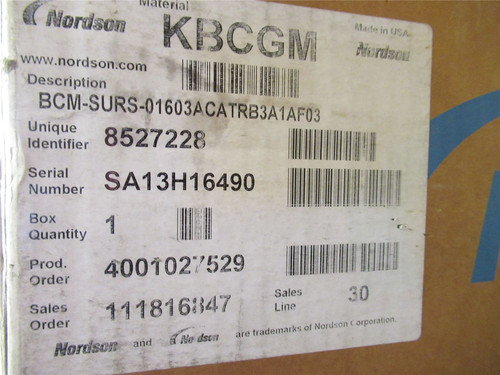 Nordson
Material
KBCGM
Made in USA.
Nordson
www.nordson.com
Description
BCM-SURS-01603ACATRB3A1AF03
Unique
Identifier
8527228
Serial
Number
SA13H16490
Box
Quantity
1
Prod.
Order
4001027529
Sales
Order
111816847
Sales
Line
30
Nordson and Nordson are trademarks of Nordson Corporation.